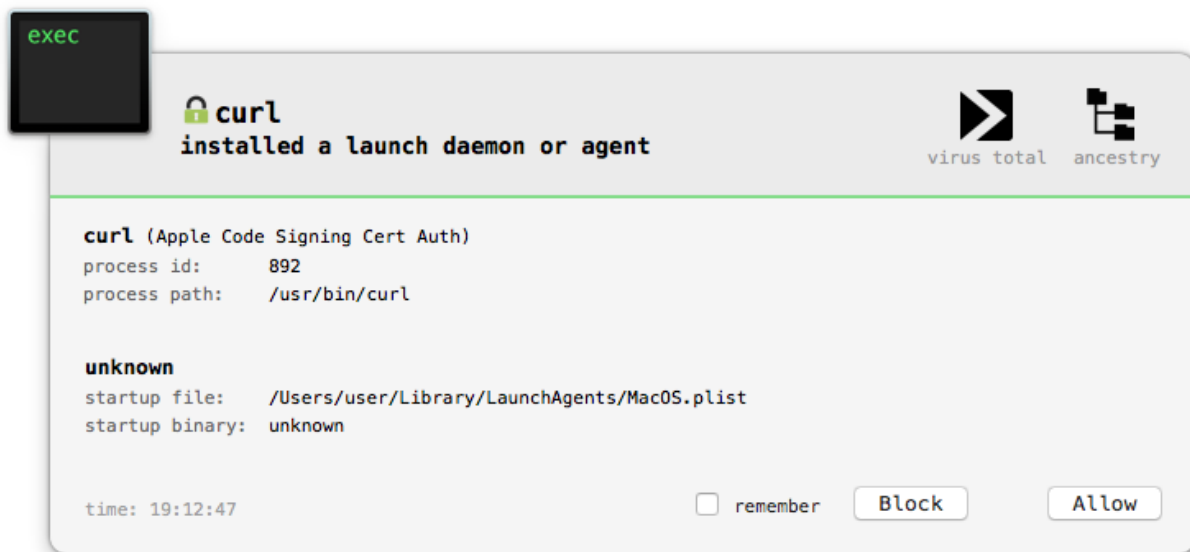 exec
curl
installed a launch daemon or agent
virus total
ancestry
curl (Apple Code Signing Cert Auth)
process id: 892
process path: /usr/bin/curl
unknown
startup file: /Users/user/Library/LaunchAgents/MacOS.plist
startup binary: unknown
time: 19:12:47
remember
Block
Allow